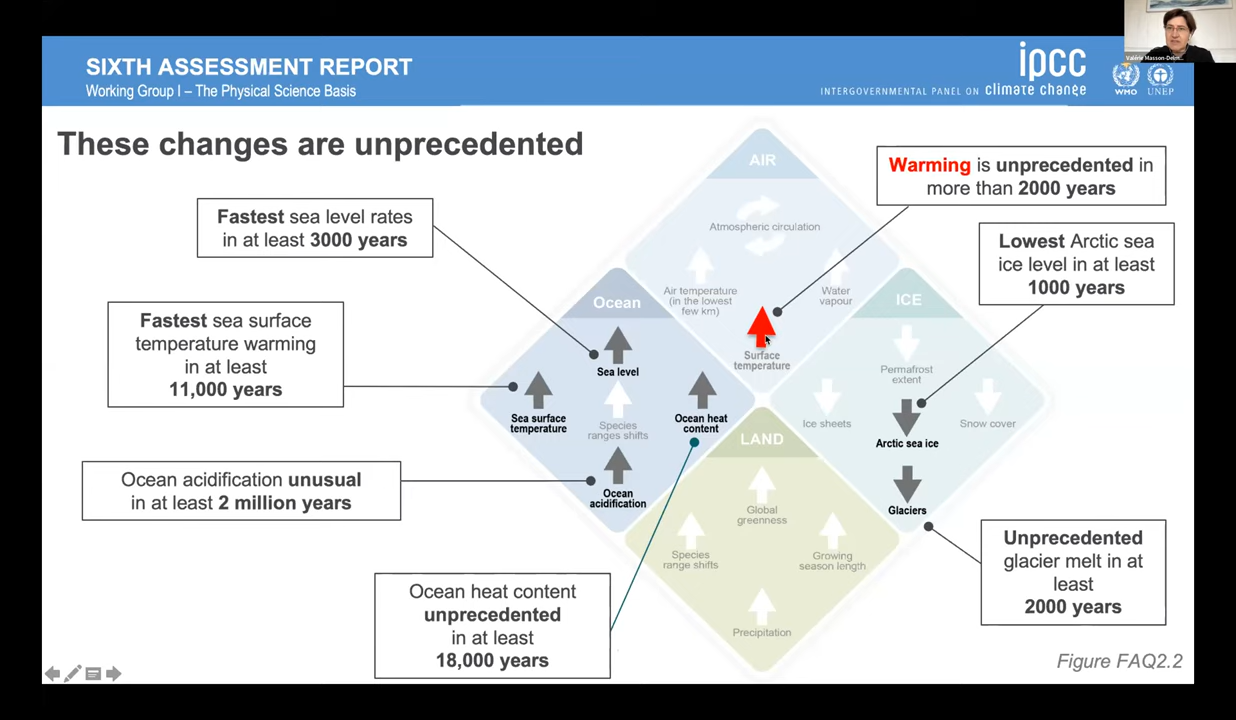 SIXTH ASSESSMENT REPORT
Working Group I – The Physical Science Basis
ipcc
INTERGOVERNMENTAL PANEL ON climate change
WMO
UNEP
These changes are unprecedented
Fastest sea level rates
in at least 3000 years
Fastest sea surface
temperature warming
in at least
11,000 years
Ocean acidification unusual
in at least 2 million years
Ocean heat content
unprecedented
in at least
18,000 years
AIR
Atmospheric circulation
Air temperature
(in the lowest
few km)
Water
vapour
Surface
temperature
Ocean
Sea level
Sea surface
temperature
Species
ranges shifts
Ocean heat
content
Ocean
acidification
LAND
Global
greenness
Species
range shifts
Growing
season length
Precipitation
ICE
Permafrost
extent
Ice sheets
Snow cover
Arctic sea ice
Glaciers
Warming is unprecedented in
more than 2000 years
Lowest Arctic sea
ice level in at least
1000 years
Unprecedented
glacier melt in at
least
2000 years
Figure FAQ2.2